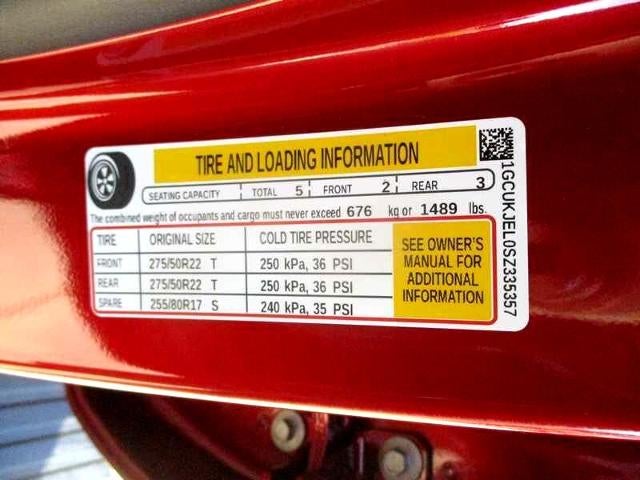 TIRE AND LOADING INFORMATION
SEATING CAPACITY TOTAL 5 FRONT 2 REAR 3
The combined weight of occupants and cargo must never exceed 676 kg or 1489 lbs.
TIRE ORIGINAL SIZE COLD TIRE PRESSURE
FRONT 275/50R22 T 250 kPa, 36 PSI
REAR 275/50R22 T 250 kPa, 36 PSI
SPARE 255/80R17 S 240 kPa, 35 PSI
SEE OWNER'S
MANUAL FOR
ADDITIONAL
INFORMATION
1GCUKJEL0SZ335357